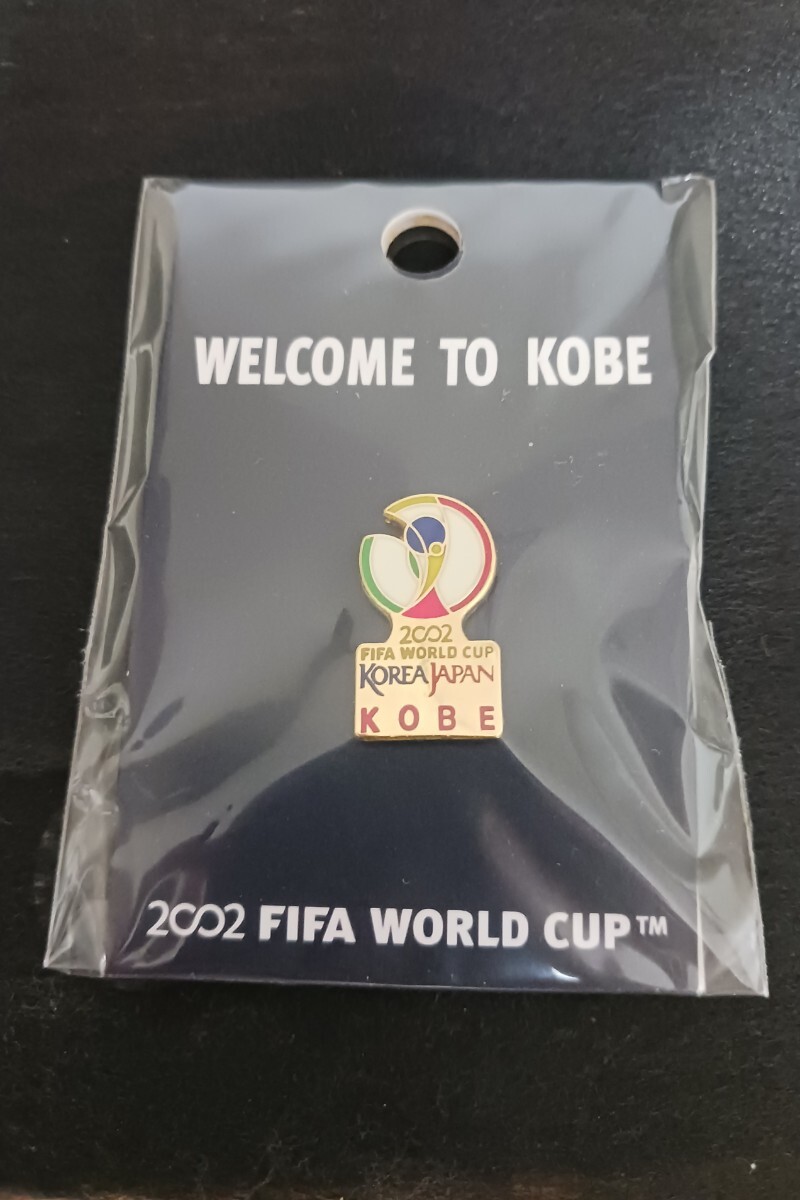 WELCOME TO KOBE
2002
FIFA WORLD CUP
KOREA JAPAN
KOBE
2002 FIFA WORLD CUP™